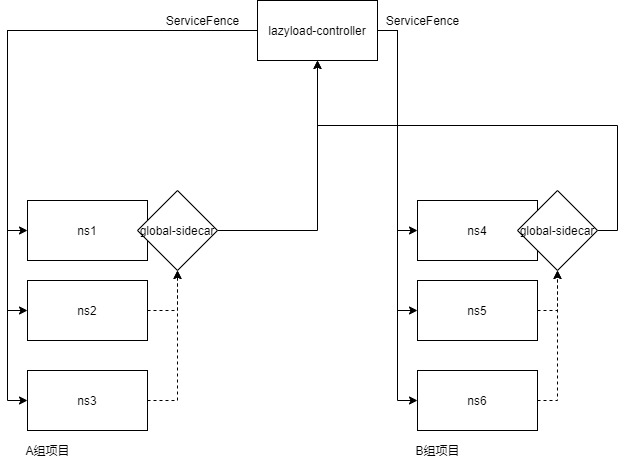 ServiceFence
lazyload-controller
ServiceFence
ns1
global-sidecar
ns4
global-sidecar
ns2
ns5
ns3
ns6
A组项目
B组项目